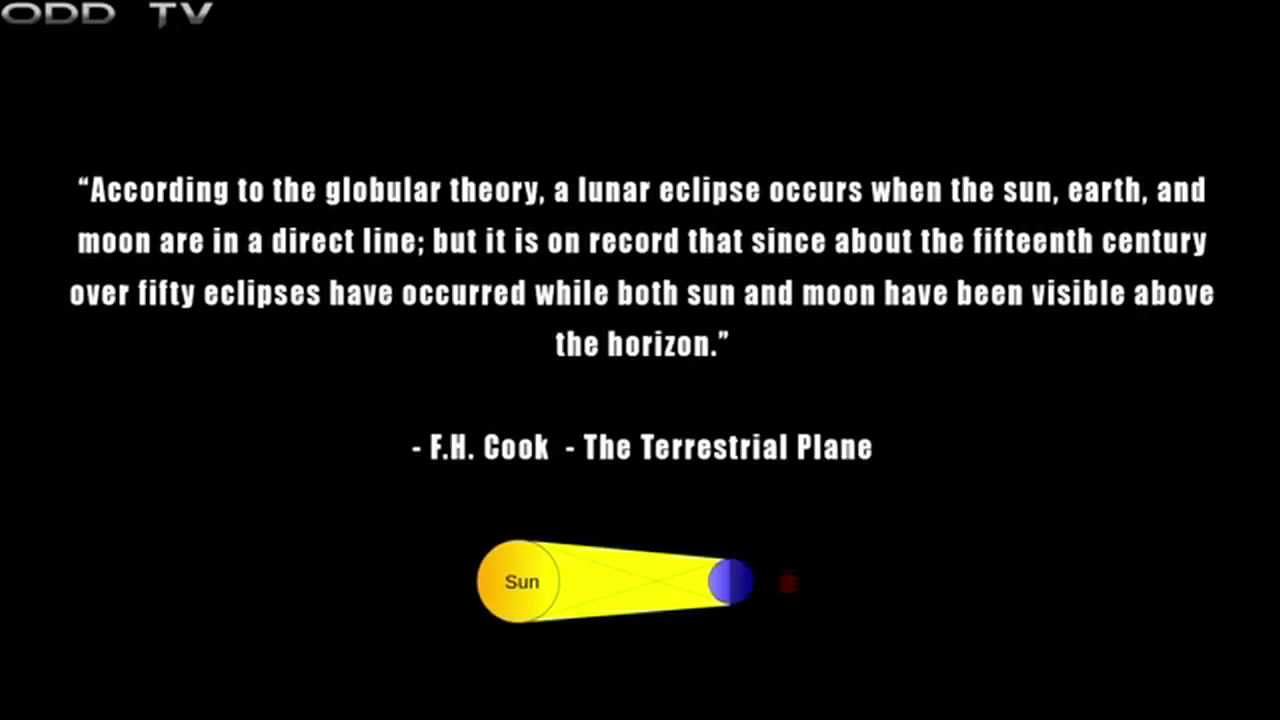 ODD TV
“According to the globular theory, a lunar eclipse occurs when the sun, earth, and
moon are in a direct line; but it is on record that since about the fifteenth century
over fifty eclipses have occurred while both sun and moon have been visible above
the horizon.”
- F.H. Cook - The Terrestrial Plane
Sun